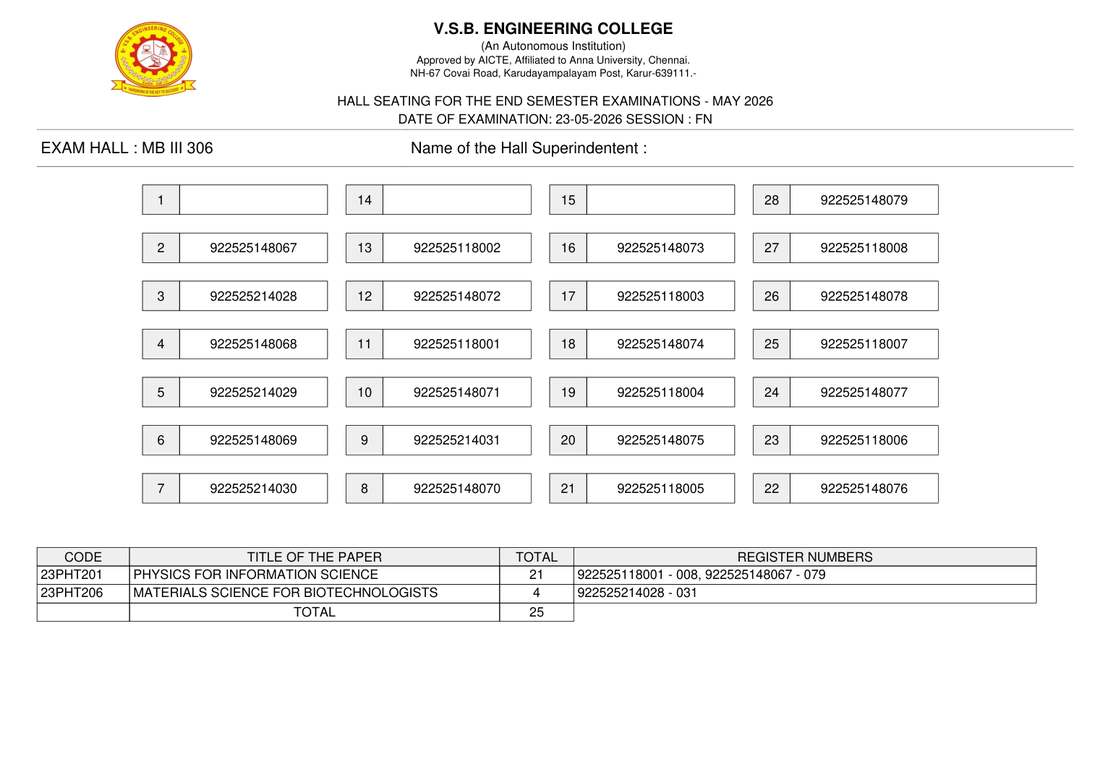 V.S.B. ENGINEERING COLLEGE
(An Autonomous Institution)
Approved by AICTE, Affiliated to Anna University, Chennai.
NH-67 Covai Road, Karudayampalayam Post, Karur-639111.-
HALL SEATING FOR THE END SEMESTER EXAMINATIONS - MAY 2026
DATE OF EXAMINATION: 23-05-2026 SESSION : FN
EXAM HALL : MB III 306 Name of the Hall Superindentent :
1 14 15 28 922525148079
2 922525148067 13 922525118002 16 922525148073 27 922525118008
3 922525214028 12 922525148072 17 922525118003 26 922525148078
4 922525148068 11 922525118001 18 922525148074 25 922525118007
5 922525214029 10 922525148071 19 922525118004 24 922525148077
6 922525148069 9 922525214031 20 922525148075 23 922525118006
7 922525214030 8 922525148070 21 922525118005 22 922525148076
CODE TITLE OF THE PAPER TOTAL REGISTER NUMBERS
23PHT201 PHYSICS FOR INFORMATION SCIENCE 21 922525118001 - 008, 922525148067 - 079
23PHT206 MATERIALS SCIENCE FOR BIOTECHNOLOGISTS 4 922525214028 - 031
TOTAL 25